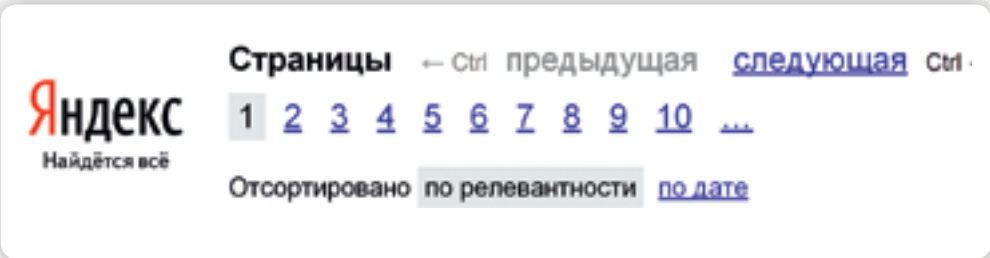 Яндекс
Найдётся всё
Страницы ← Ctrl предыдущая следующая Ctrl
1 2 3 4 5 6 7 8 9 10 ...
Отсортировано по релевантности по дате